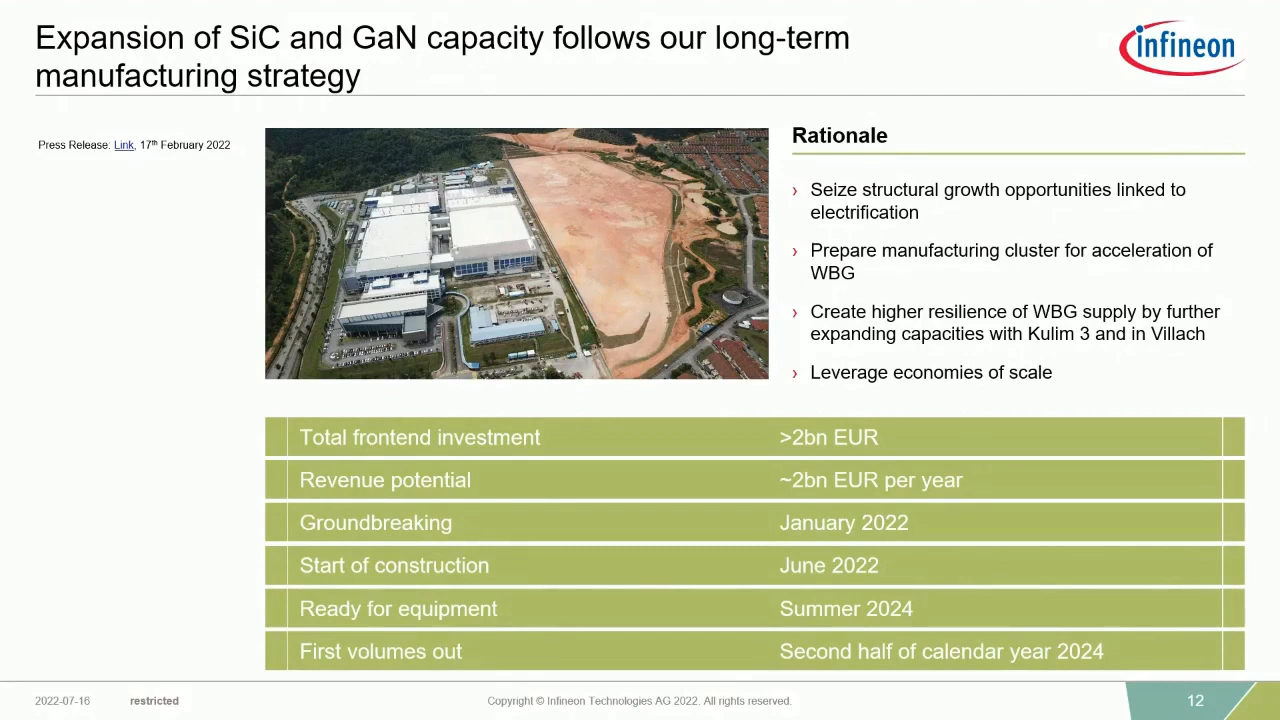 Expansion of SiC and GaN capacity follows our long-term
manufacturing strategy
infineon
Press Release: Link, 17th February 2022
Rationale
› Seize structural growth opportunities linked to
electrification
› Prepare manufacturing cluster for acceleration of
WBG
› Create higher resilience of WBG supply by further
expanding capacities with Kulim 3 and in Villach
› Leverage economies of scale
Total frontend investment >2bn EUR
Revenue potential ~2bn EUR per year
Groundbreaking January 2022
Start of construction June 2022
Ready for equipment Summer 2024
First volumes out Second half of calendar year 2024
2022-07-16 restricted Copyright © Infineon Technologies AG 2022. All rights reserved. 12